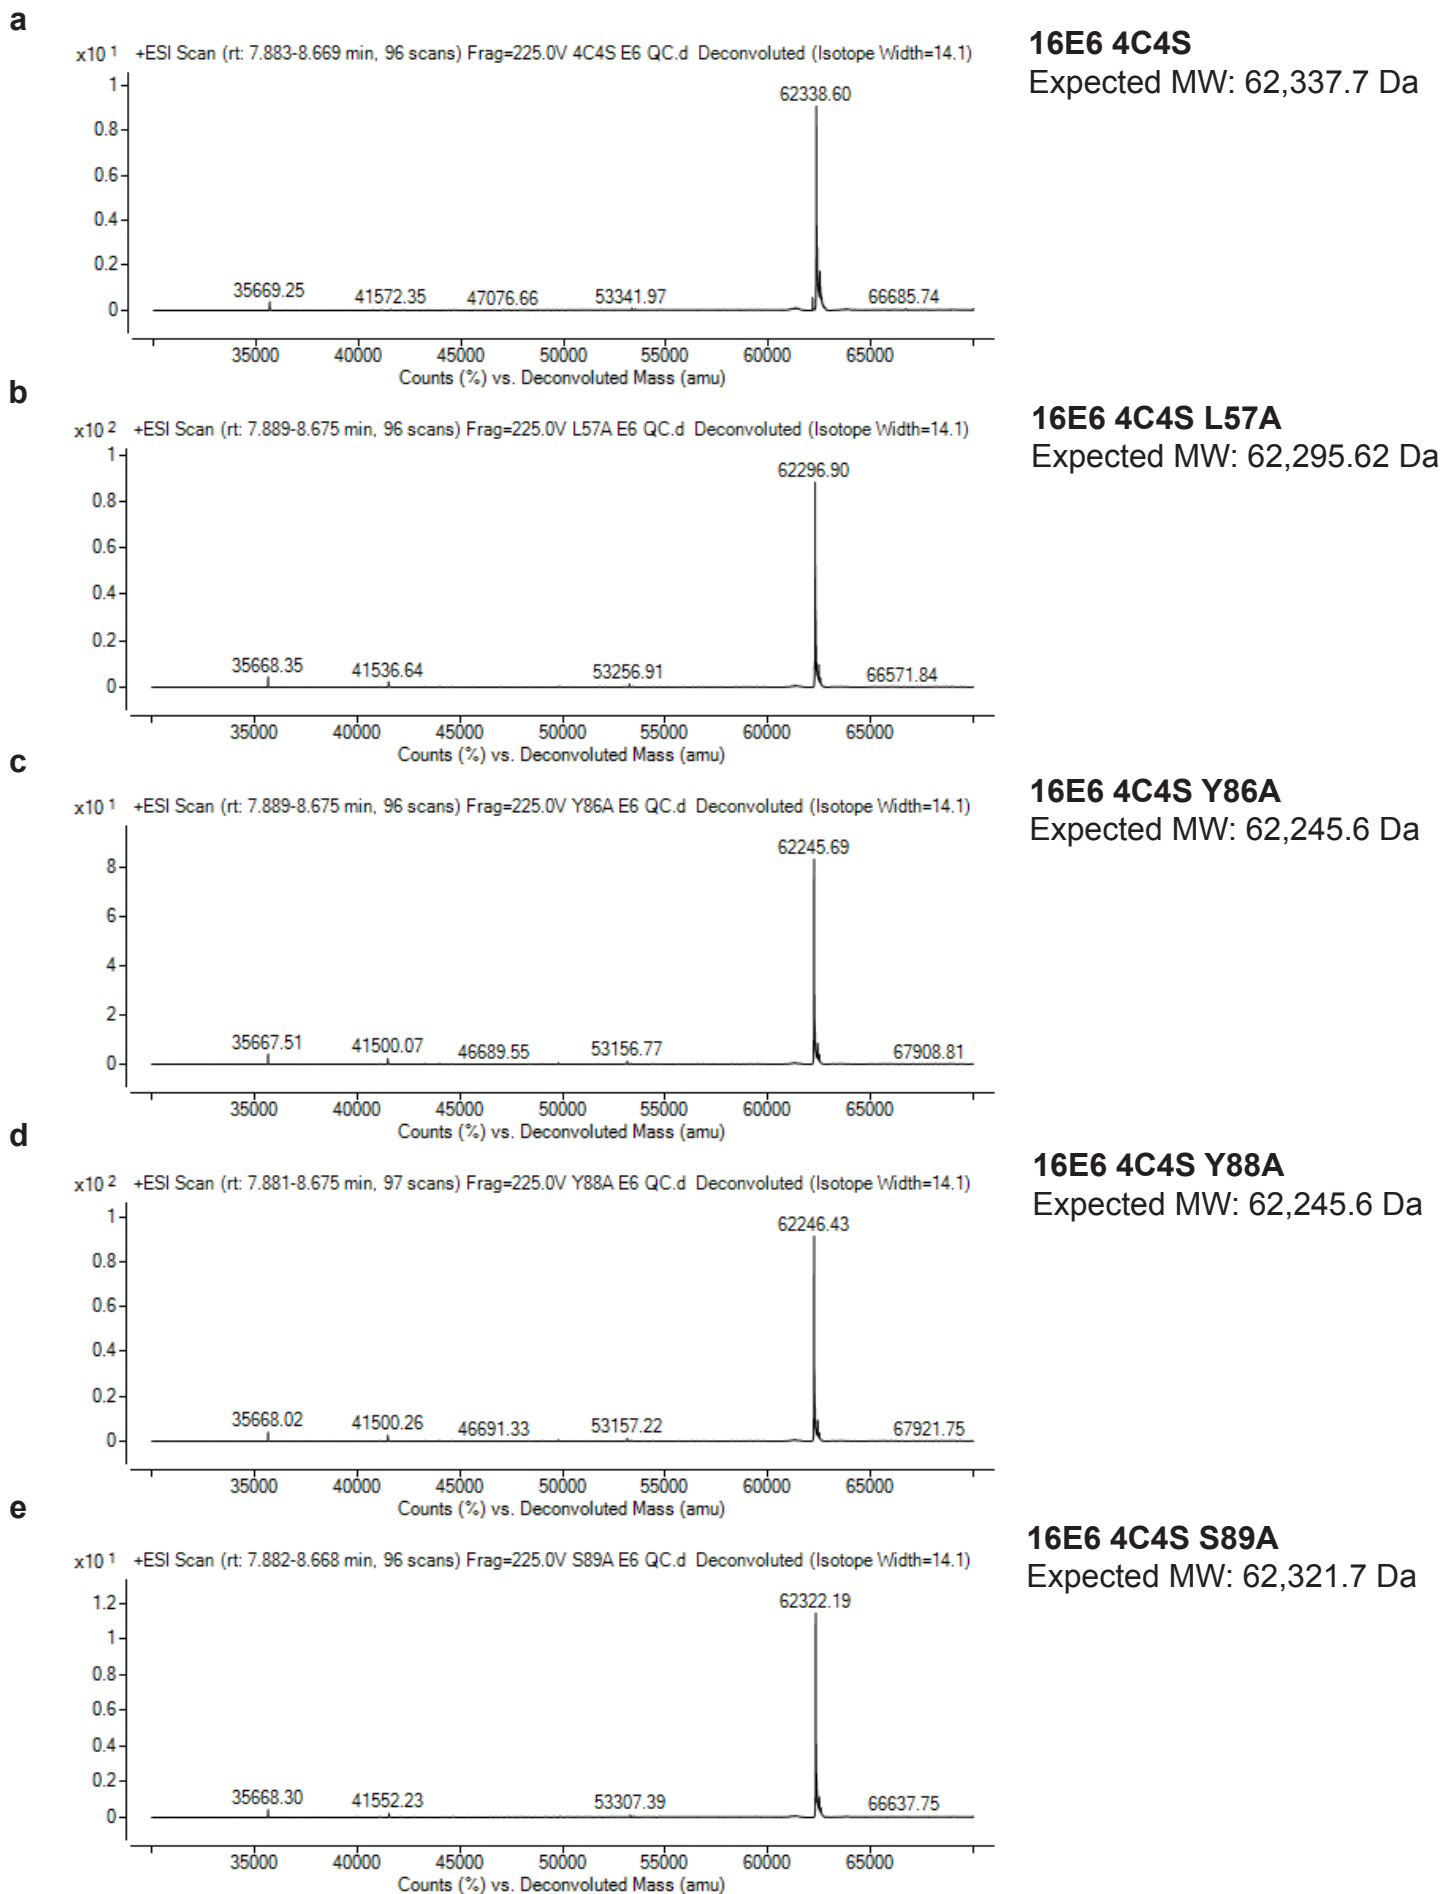 a
x10 1 +ESI Scan (rt: 7.883-8.669 min, 96 scans) Frag=225.0V 4C4S E6 QC.d Deconvoluted (Isotope Width=14.1)
16E6 4C4S
Expected MW: 62,337.7 Da
1
0.8
0.6
0.4
0.2
0
62338.60
35669.25 41572.35 47076.66 53341.97 66685.74
35000 40000 45000 50000 55000 60000 65000
Counts (%) vs. Deconvoluted Mass (amu)
b
x10 2 +ESI Scan (rt: 7.889-8.675 min, 96 scans) Frag=225.0V L57A E6 QC.d Deconvoluted (Isotope Width=14.1)
16E6 4C4S L57A
Expected MW: 62,295.62 Da
1
0.8
0.6
0.4
0.2
0
62296.90
35668.35 41536.64 53256.91 66571.84
35000 40000 45000 50000 55000 60000 65000
Counts (%) vs. Deconvoluted Mass (amu)
c
x10 1 +ESI Scan (rt: 7.889-8.675 min, 96 scans) Frag=225.0V Y86A E6 QC.d Deconvoluted (Isotope Width=14.1)
16E6 4C4S Y86A
Expected MW: 62,245.6 Da
8
6
4
2
0
62245.69
35667.51 41500.07 46689.55 53156.77 67908.81
35000 40000 45000 50000 55000 60000 65000
Counts (%) vs. Deconvoluted Mass (amu)
d
x10 2 +ESI Scan (rt: 7.881-8.675 min, 97 scans) Frag=225.0V Y88A E6 QC.d Deconvoluted (Isotope Width=14.1)
16E6 4C4S Y88A
Expected MW: 62,245.6 Da
1
0.8
0.6
0.4
0.2
0
62246.43
35668.02 41500.26 46691.33 53157.22 67921.75
35000 40000 45000 50000 55000 60000 65000
Counts (%) vs. Deconvoluted Mass (amu)
e
x10 1 +ESI Scan (rt: 7.882-8.668 min, 96 scans) Frag=225.0V S89A E6 QC.d Deconvoluted (Isotope Width=14.1)
16E6 4C4S S89A
Expected MW: 62,321.7 Da
1.2
1
0.8
0.6
0.4
0.2
0
62322.19
35668.30 41552.23 53307.39 66637.75
35000 40000 45000 50000 55000 60000 65000
Counts (%) vs. Deconvoluted Mass (amu)